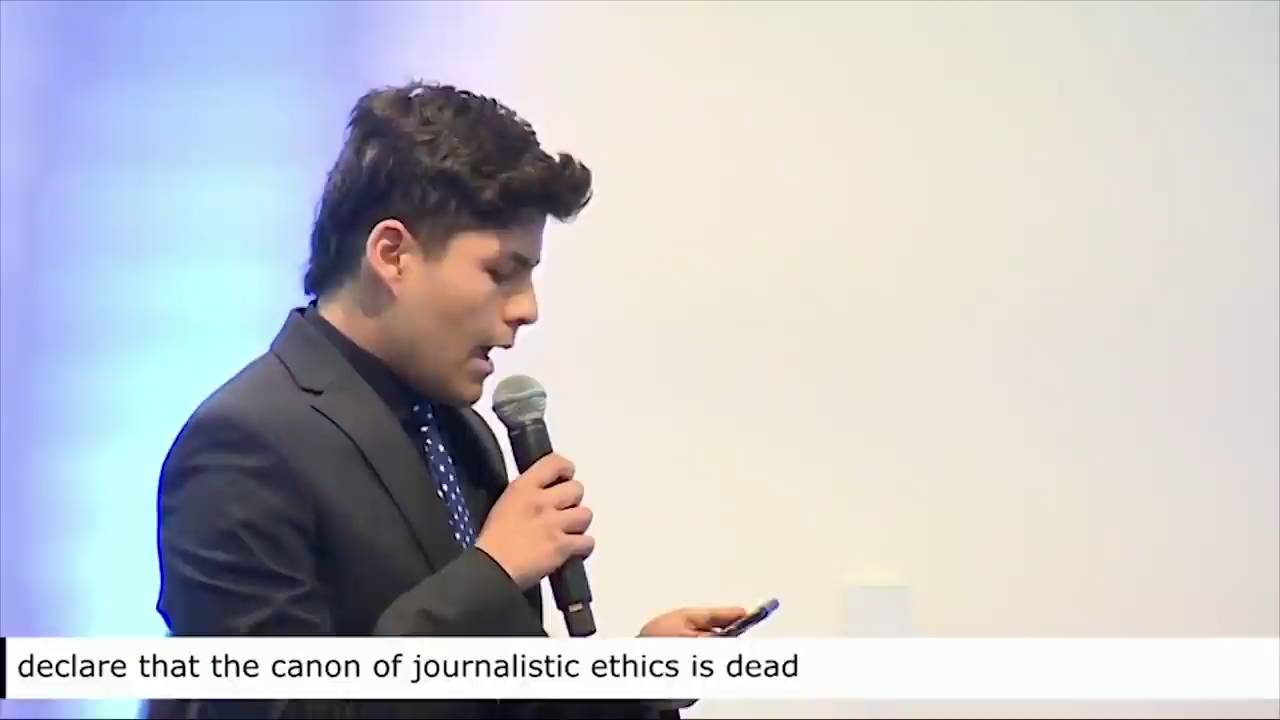 declare that the canon of journalistic ethics is dead